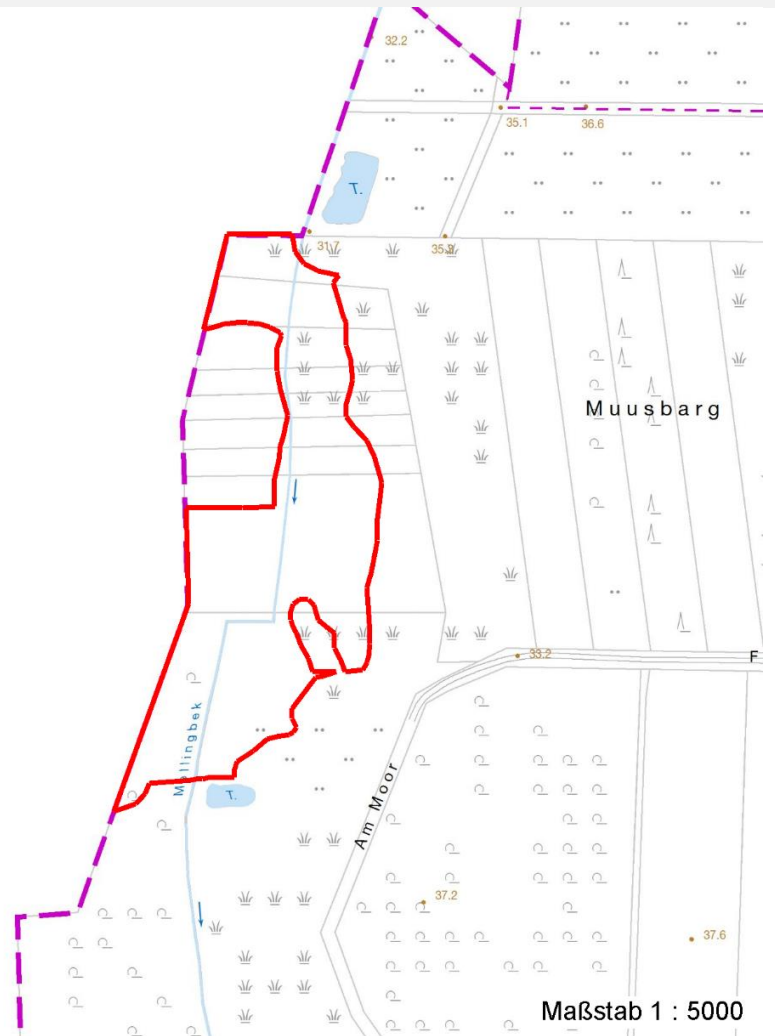 32.2
35.1
36.6
T.
31.7
35.3
Muusbarg
33.2
F
Mellingbek
T.
Am Moor
37.2
37.6
Maßstab 1 : 5000